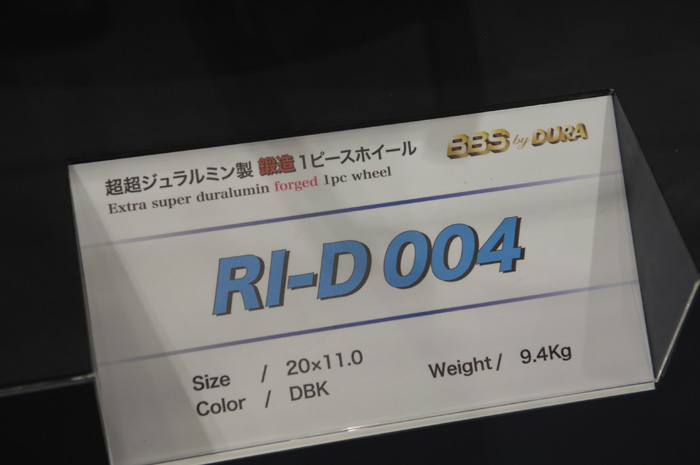 超超ジュラルミン製 鍛造 1ピースホイール
BBS by DURA
Extra super duralumin forged 1pc wheel
RI-D 004
Size / 20×11.0
Weight / 9.4Kg
Color / DBK